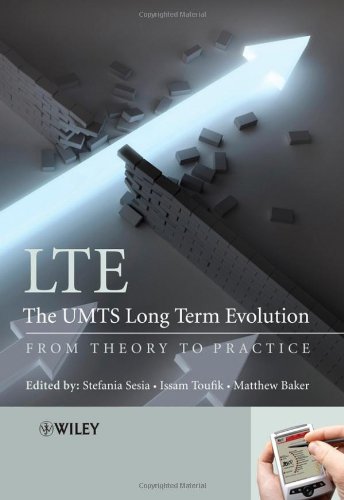 LTE
The UMTS Long Term Evolution
FROM THEORY TO PRACTICE
Edited by: Stefania Sesia • Issam Toufik • Matthew Baker
WILEY